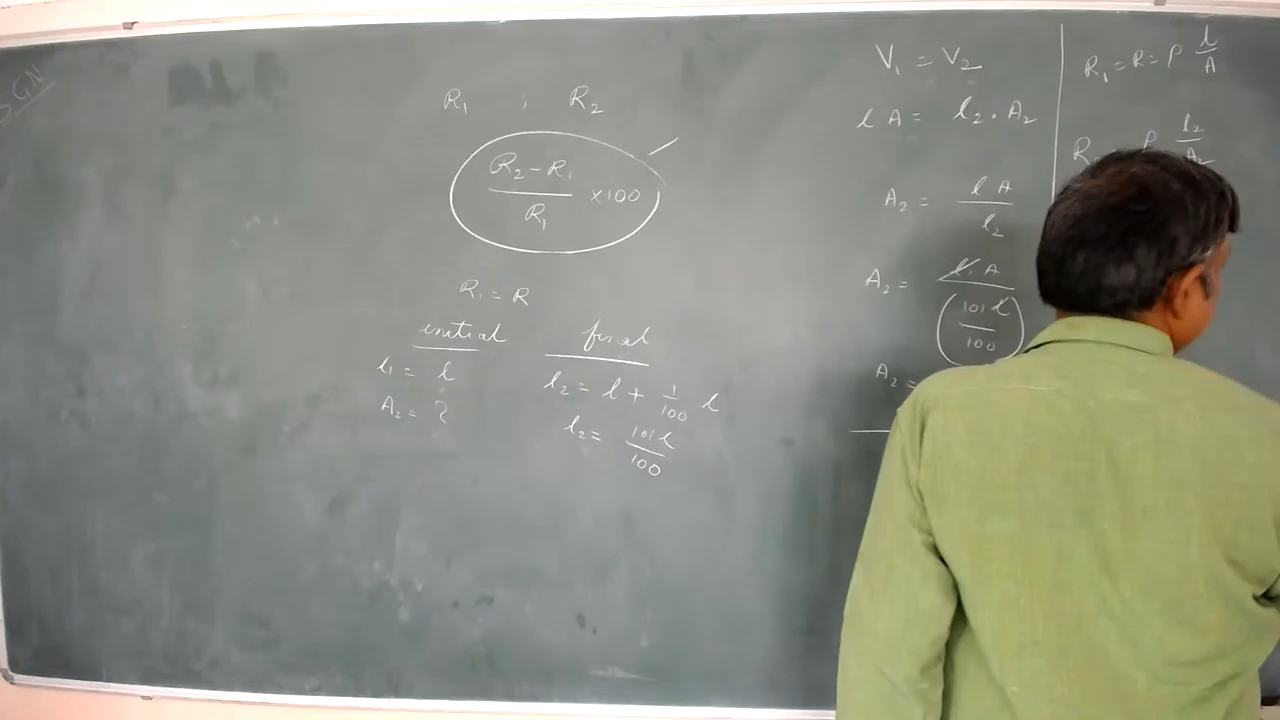 SGN
R₁ ; R₂
(R₂ - R₁)/R₁ ×100
R₁ = R
initial final
l₁ = l
l₂ = l + 1/100 l
A₂ = ?
l₂ = 101 l/100
V₁ = V₂
l A = l₂ . A₂
A₂ = l A/l₂
A₂ = l . A/(101 l/100)
A₂ =
R₁ = R = ρ l/A
R ρ l₂/A₂